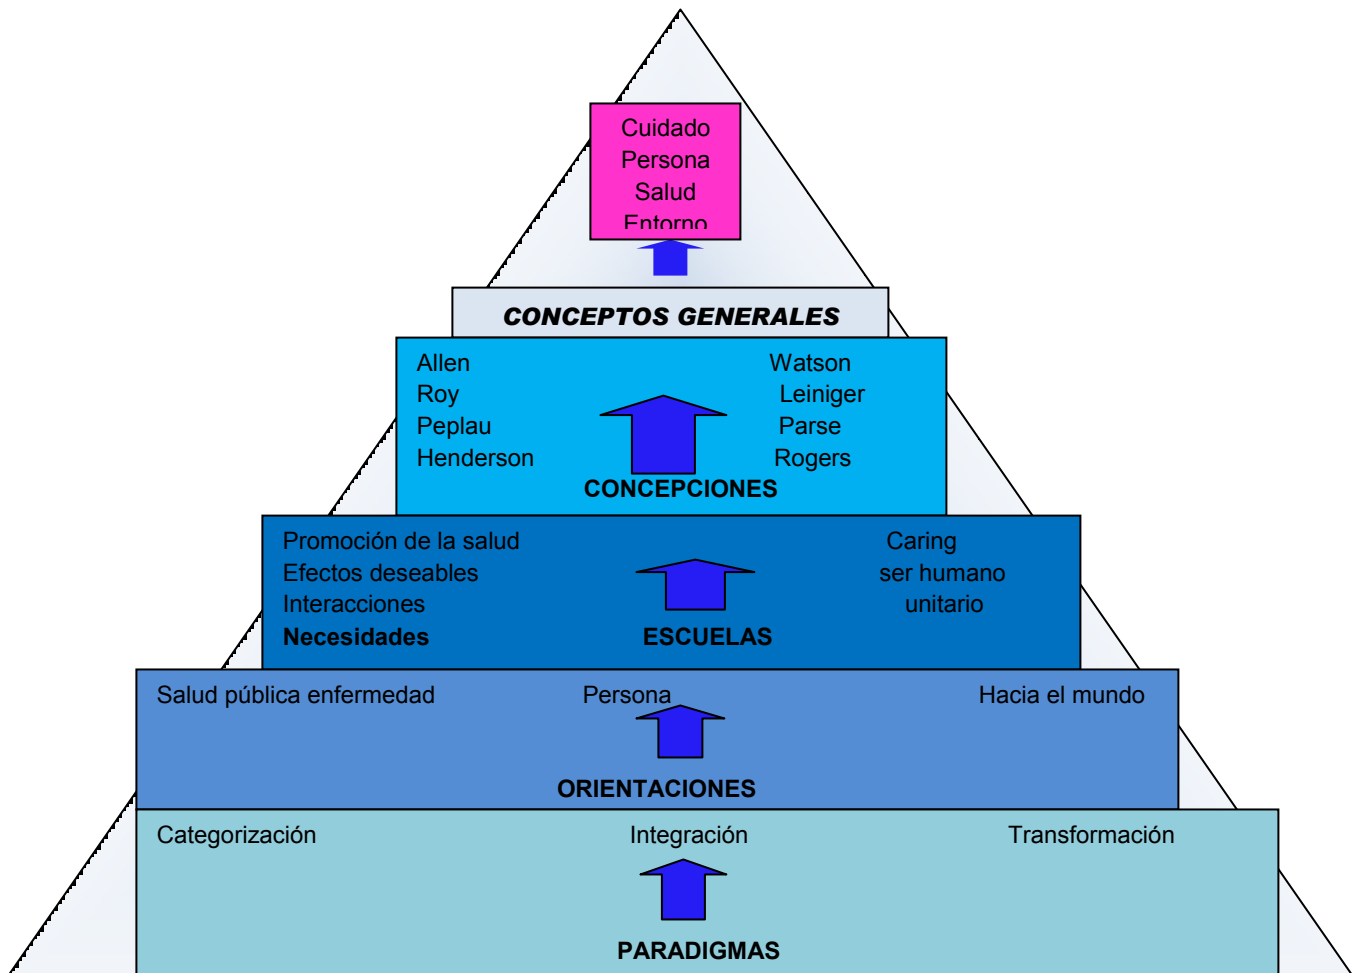 Cuidado
Persona
Salud
Entorno
CONCEPTOS GENERALES
Allen Watson
Roy Leiniger
Peplau Parse
Henderson Rogers
CONCEPCIONES
Promoción de la salud Caring
Efectos deseables ser humano
Interacciones unitario
Necesidades ESCUELAS
Salud pública enfermedad Persona Hacia el mundo
ORIENTACIONES
Categorización Integración Transformación
PARADIGMAS